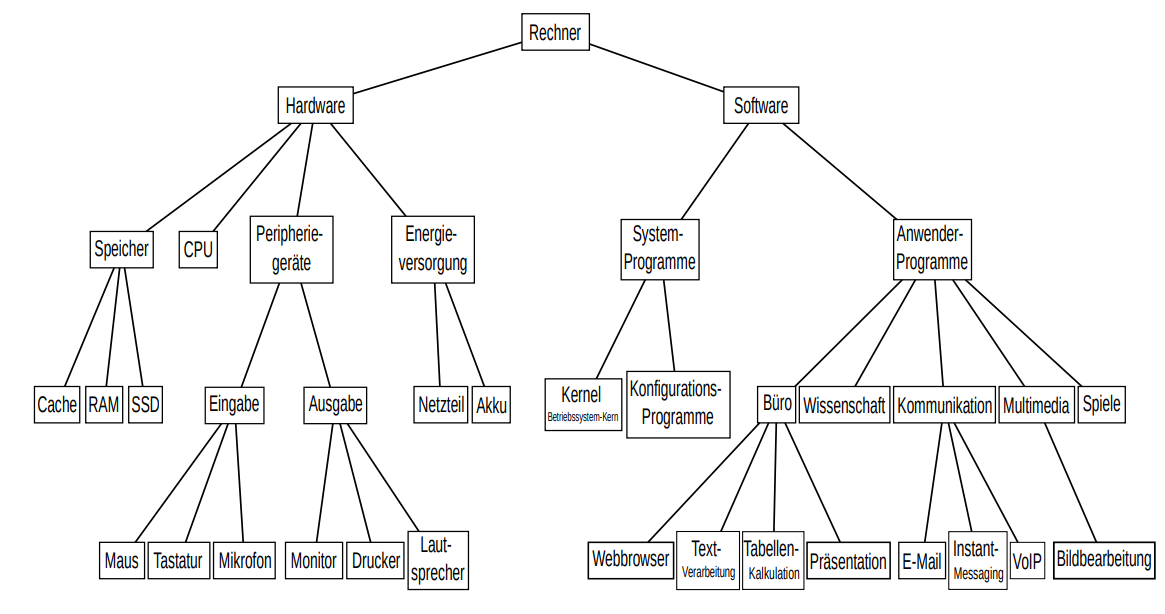 Rechner
Hardware
Software
Speicher
CPU
Peripherie-
geräte
Energie-
versorgung
System-
Programme
Anwender-
Programme
Cache
RAM
SSD
Eingabe
Ausgabe
Netzteil
Akku
Kernel
Betriebssystem-Kern
Konfigurations-
Programme
Büro
Wissenschaft
Kommunikation
Multimedia
Spiele
Maus
Tastatur
Mikrofon
Monitor
Drucker
Laut-
sprecher
Webbrowser
Text-
Verarbeitung
Tabellen-
Kalkulation
Präsentation
E-Mail
Instant-
Messaging
VoIP
Bildbearbeitung